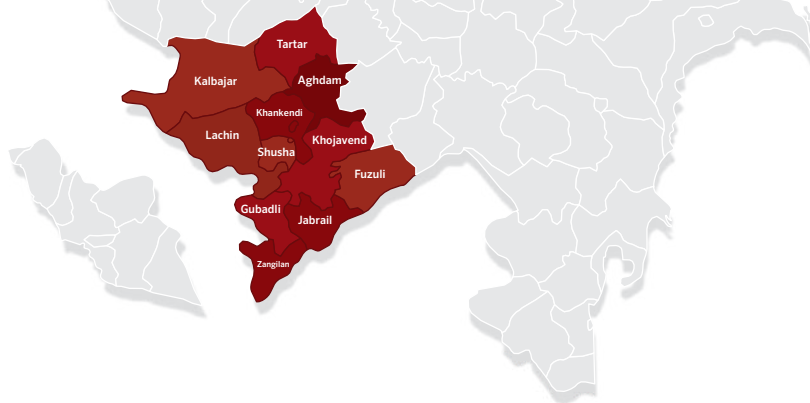 Tartar
Kalbajar
Aghdam
Khankendi
Lachin
Khojavend
Shusha
Fuzuli
Gubadli
Jabrail
Zangilan